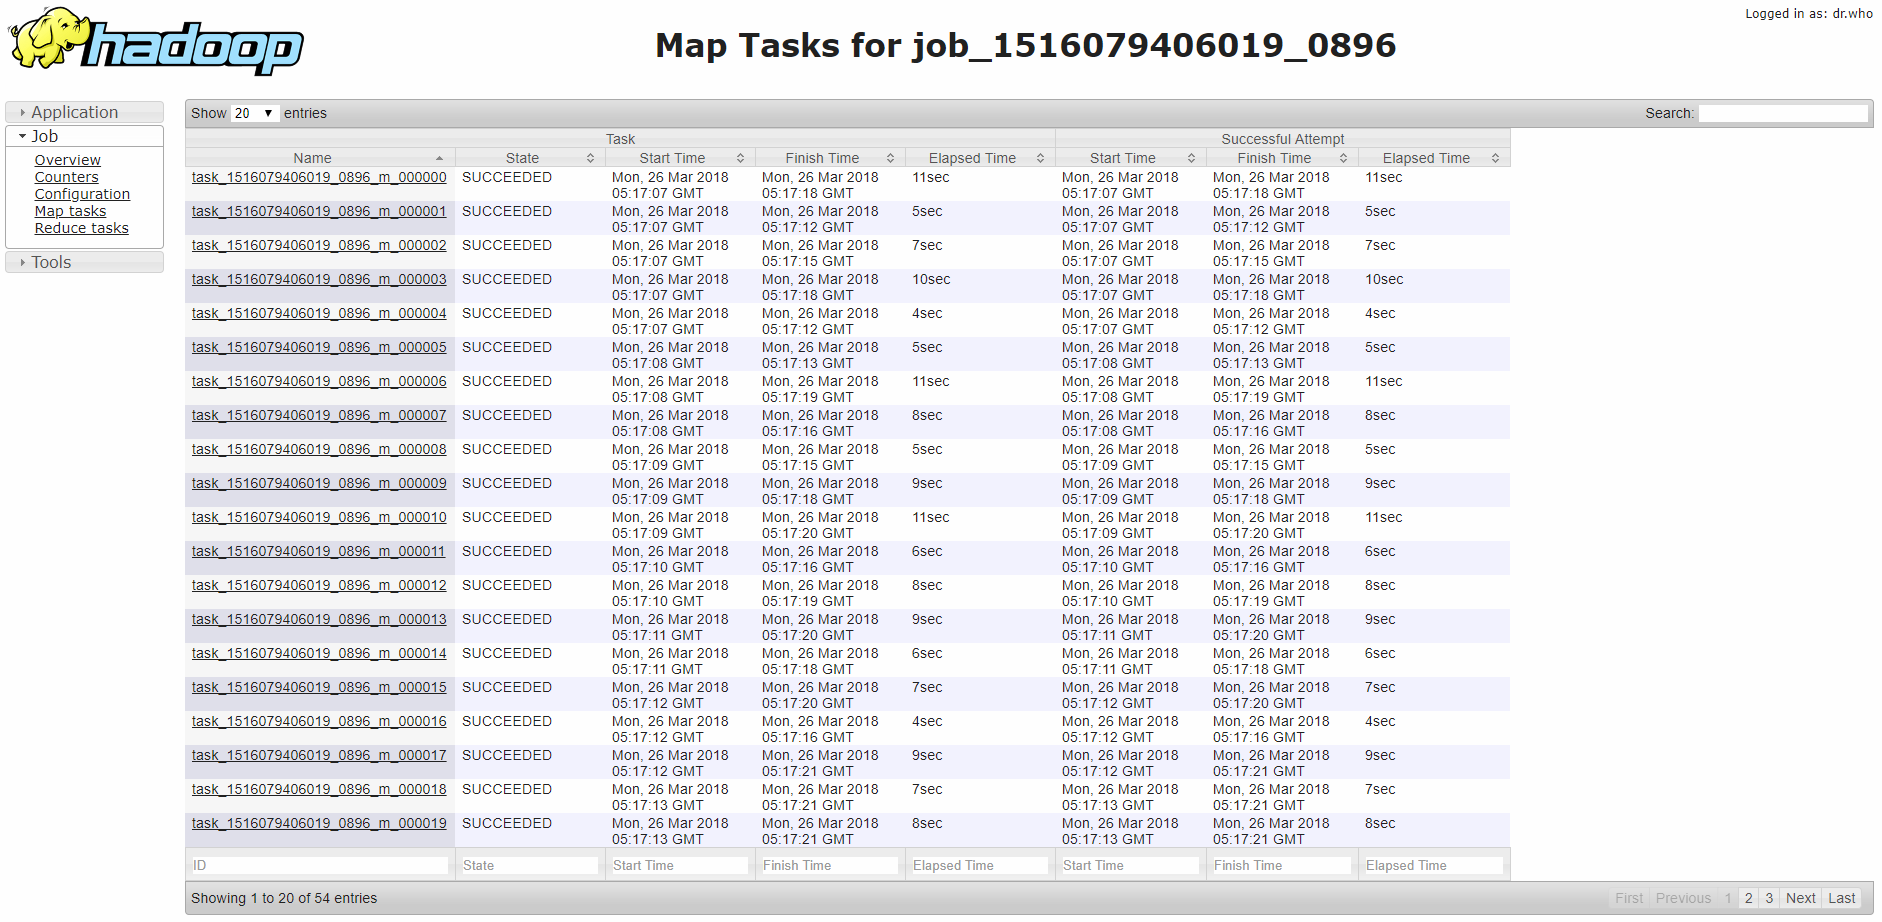 Logged in as: dr.who
hadoop
Map Tasks for job_1516079406019_0896
Application
Job
Overview
Counters
Configuration
Map tasks
Reduce tasks
Tools
Show 20 entries Search:
Task Successful Attempt
Name State Start Time Finish Time Elapsed Time Start Time Finish Time Elapsed Time
task_1516079406019_0896_m_000000 SUCCEEDED Mon, 26 Mar 2018 Mon, 26 Mar 2018 11sec Mon, 26 Mar 2018 Mon, 26 Mar 2018 11sec
05:17:07 GMT 05:17:18 GMT 05:17:07 GMT 05:17:18 GMT
task_1516079406019_0896_m_000001 SUCCEEDED Mon, 26 Mar 2018 Mon, 26 Mar 2018 5sec Mon, 26 Mar 2018 Mon, 26 Mar 2018 5sec
05:17:07 GMT 05:17:12 GMT 05:17:07 GMT 05:17:12 GMT
task_1516079406019_0896_m_000002 SUCCEEDED Mon, 26 Mar 2018 Mon, 26 Mar 2018 7sec Mon, 26 Mar 2018 Mon, 26 Mar 2018 7sec
05:17:07 GMT 05:17:15 GMT 05:17:07 GMT 05:17:15 GMT
task_1516079406019_0896_m_000003 SUCCEEDED Mon, 26 Mar 2018 Mon, 26 Mar 2018 10sec Mon, 26 Mar 2018 Mon, 26 Mar 2018 10sec
05:17:07 GMT 05:17:18 GMT 05:17:07 GMT 05:17:18 GMT
task_1516079406019_0896_m_000004 SUCCEEDED Mon, 26 Mar 2018 Mon, 26 Mar 2018 4sec Mon, 26 Mar 2018 Mon, 26 Mar 2018 4sec
05:17:07 GMT 05:17:12 GMT 05:17:07 GMT 05:17:12 GMT
task_1516079406019_0896_m_000005 SUCCEEDED Mon, 26 Mar 2018 Mon, 26 Mar 2018 5sec Mon, 26 Mar 2018 Mon, 26 Mar 2018 5sec
05:17:08 GMT 05:17:13 GMT 05:17:08 GMT 05:17:13 GMT
task_1516079406019_0896_m_000006 SUCCEEDED Mon, 26 Mar 2018 Mon, 26 Mar 2018 11sec Mon, 26 Mar 2018 Mon, 26 Mar 2018 11sec
05:17:08 GMT 05:17:19 GMT 05:17:08 GMT 05:17:19 GMT
task_1516079406019_0896_m_000007 SUCCEEDED Mon, 26 Mar 2018 Mon, 26 Mar 2018 8sec Mon, 26 Mar 2018 Mon, 26 Mar 2018 8sec
05:17:08 GMT 05:17:16 GMT 05:17:08 GMT 05:17:16 GMT
task_1516079406019_0896_m_000008 SUCCEEDED Mon, 26 Mar 2018 Mon, 26 Mar 2018 5sec Mon, 26 Mar 2018 Mon, 26 Mar 2018 5sec
05:17:09 GMT 05:17:15 GMT 05:17:09 GMT 05:17:15 GMT
task_1516079406019_0896_m_000009 SUCCEEDED Mon, 26 Mar 2018 Mon, 26 Mar 2018 9sec Mon, 26 Mar 2018 Mon, 26 Mar 2018 9sec
05:17:09 GMT 05:17:18 GMT 05:17:09 GMT 05:17:18 GMT
task_1516079406019_0896_m_000010 SUCCEEDED Mon, 26 Mar 2018 Mon, 26 Mar 2018 11sec Mon, 26 Mar 2018 Mon, 26 Mar 2018 11sec
05:17:09 GMT 05:17:20 GMT 05:17:09 GMT 05:17:20 GMT
task_1516079406019_0896_m_000011 SUCCEEDED Mon, 26 Mar 2018 Mon, 26 Mar 2018 6sec Mon, 26 Mar 2018 Mon, 26 Mar 2018 6sec
05:17:10 GMT 05:17:16 GMT 05:17:10 GMT 05:17:16 GMT
task_1516079406019_0896_m_000012 SUCCEEDED Mon, 26 Mar 2018 Mon, 26 Mar 2018 8sec Mon, 26 Mar 2018 Mon, 26 Mar 2018 8sec
05:17:10 GMT 05:17:19 GMT 05:17:10 GMT 05:17:19 GMT
task_1516079406019_0896_m_000013 SUCCEEDED Mon, 26 Mar 2018 Mon, 26 Mar 2018 9sec Mon, 26 Mar 2018 Mon, 26 Mar 2018 9sec
05:17:11 GMT 05:17:20 GMT 05:17:11 GMT 05:17:20 GMT
task_1516079406019_0896_m_000014 SUCCEEDED Mon, 26 Mar 2018 Mon, 26 Mar 2018 6sec Mon, 26 Mar 2018 Mon, 26 Mar 2018 6sec
05:17:11 GMT 05:17:18 GMT 05:17:11 GMT 05:17:18 GMT
task_1516079406019_0896_m_000015 SUCCEEDED Mon, 26 Mar 2018 Mon, 26 Mar 2018 7sec Mon, 26 Mar 2018 Mon, 26 Mar 2018 7sec
05:17:12 GMT 05:17:20 GMT 05:17:12 GMT 05:17:20 GMT
task_1516079406019_0896_m_000016 SUCCEEDED Mon, 26 Mar 2018 Mon, 26 Mar 2018 4sec Mon, 26 Mar 2018 Mon, 26 Mar 2018 4sec
05:17:12 GMT 05:17:16 GMT 05:17:12 GMT 05:17:16 GMT
task_1516079406019_0896_m_000017 SUCCEEDED Mon, 26 Mar 2018 Mon, 26 Mar 2018 9sec Mon, 26 Mar 2018 Mon, 26 Mar 2018 9sec
05:17:12 GMT 05:17:21 GMT 05:17:12 GMT 05:17:21 GMT
task_1516079406019_0896_m_000018 SUCCEEDED Mon, 26 Mar 2018 Mon, 26 Mar 2018 7sec Mon, 26 Mar 2018 Mon, 26 Mar 2018 7sec
05:17:13 GMT 05:17:21 GMT 05:17:13 GMT 05:17:21 GMT
task_1516079406019_0896_m_000019 SUCCEEDED Mon, 26 Mar 2018 Mon, 26 Mar 2018 8sec Mon, 26 Mar 2018 Mon, 26 Mar 2018 8sec
05:17:13 GMT 05:17:21 GMT 05:17:13 GMT 05:17:21 GMT
ID State Start Time Finish Time Elapsed Time Start Time Finish Time Elapsed Time
Showing 1 to 20 of 54 entries First Previous 1 2 3 Next Last